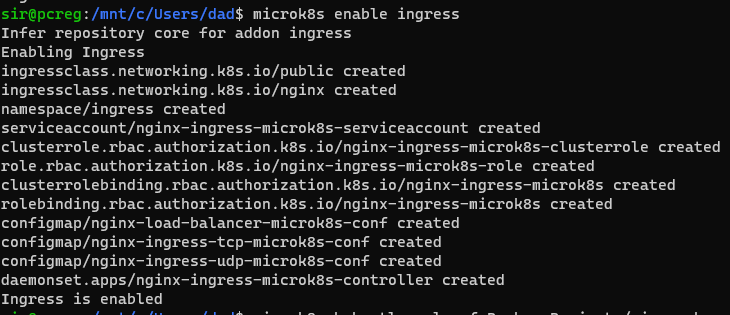 sir@pcreg:/mnt/c/Users/dad$ microk8s enable ingress
Infer repository core for addon ingress
Enabling Ingress
ingressclass.networking.k8s.io/public created
ingressclass.networking.k8s.io/nginx created
namespace/ingress created
serviceaccount/nginx-ingress-microk8s-serviceaccount created
clusterrole.rbac.authorization.k8s.io/nginx-ingress-microk8s-clusterrole created
role.rbac.authorization.k8s.io/nginx-ingress-microk8s-role created
clusterrolebinding.rbac.authorization.k8s.io/nginx-ingress-microk8s created
rolebinding.rbac.authorization.k8s.io/nginx-ingress-microk8s created
configmap/nginx-load-balancer-microk8s-conf created
configmap/nginx-ingress-tcp-microk8s-conf created
configmap/nginx-ingress-udp-microk8s-conf created
daemonset.apps/nginx-ingress-microk8s-controller created
Ingress is enabled